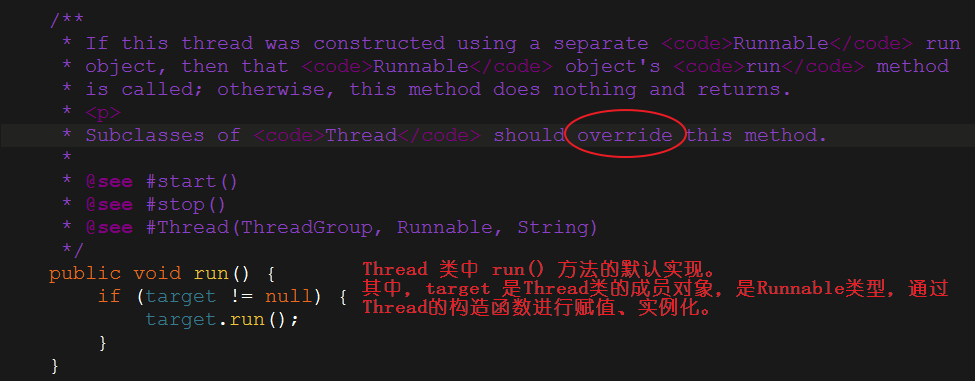 /**
* If this thread was constructed using a separate <code>Runnable</code> run
* object, then that <code>Runnable</code> object's <code>run</code> method
* is called; otherwise, this method does nothing and returns.
* <p>
* Subclasses of <code>Thread</code> should override this method.
*
* @see #start()
* @see #stop()
* @see #Thread(ThreadGroup, Runnable, String)
*/
public void run() {
if (target != null) {
target.run();
}
}
Thread 类中 run() 方法的默认实现。
其中，target 是Thread类的成员对象，是Runnable类型，通过
Thread的构造函数进行赋值、实例化。